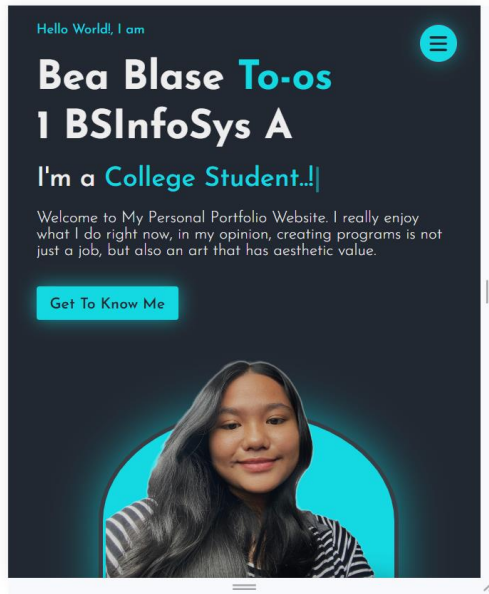 Hello World!, I am
Bea Blase To-os
1 BSInfoSys A
I'm a College Student..!|
Welcome to My Personal Portfolio Website. I really enjoy
what I do right now, in my opinion, creating programs is not
just a job, but also an art that has aesthetic value.
Get To Know Me